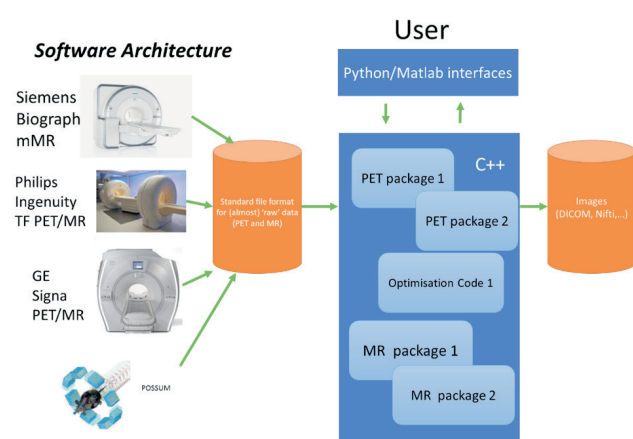 User
Software Architecture
Python/Matlab interfaces
Siemens
Biograph
mMR
Philips
Ingenuity
TF PET/MR
GE
Signa
PET/MR
POSSUM
Standard file format
for (almost) 'raw' data
(PET and MR)
C++
PET package 1
PET package 2
Optimisation Code 1
MR package 1
MR package 2
Images
(DICOM, Nifti,...)